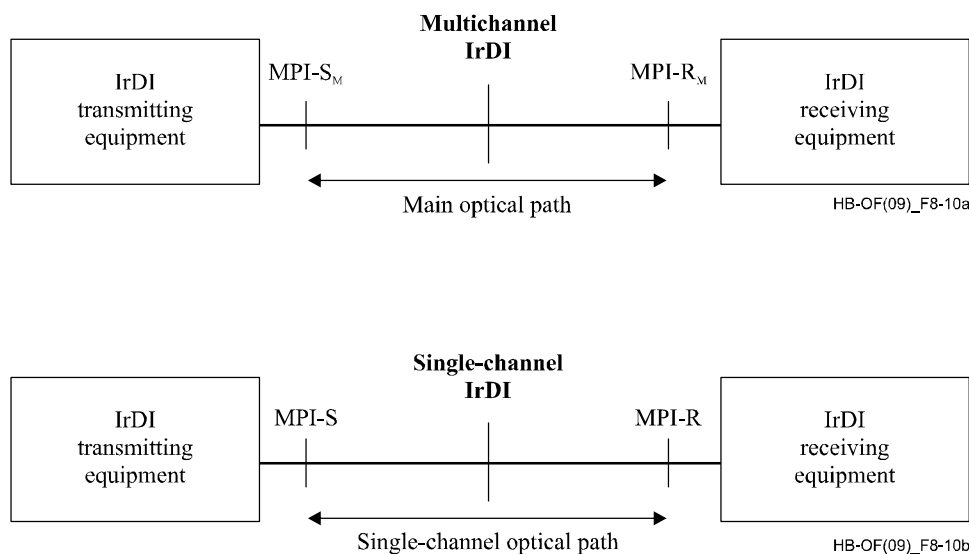 Multichannel
IrDI
MPI-S_M
MPI-R_M
IrDI
transmitting
equipment
IrDI
receiving
equipment
Main optical path
HB-OF(09)_F8-10a
Single-channel
IrDI
MPI-S
MPI-R
IrDI
transmitting
equipment
IrDI
receiving
equipment
Single-channel optical path
HB-OF(09)_F8-10b